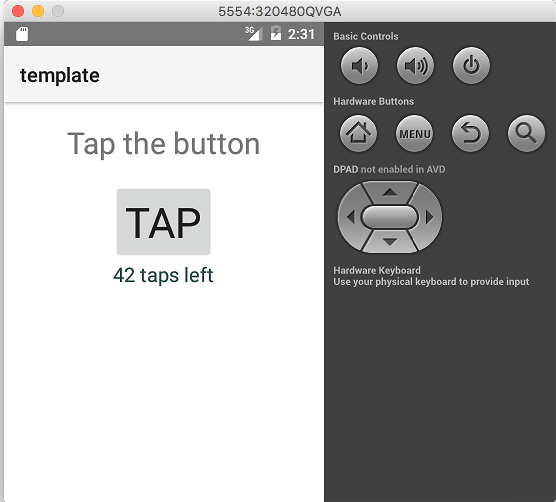 5554:320480QVGA
3G 2:31
template
Tap the button
TAP
42 taps left
Basic Controls
Hardware Buttons
MENU
DPAD not enabled in AVD
Hardware Keyboard
Use your physical keyboard to provide input